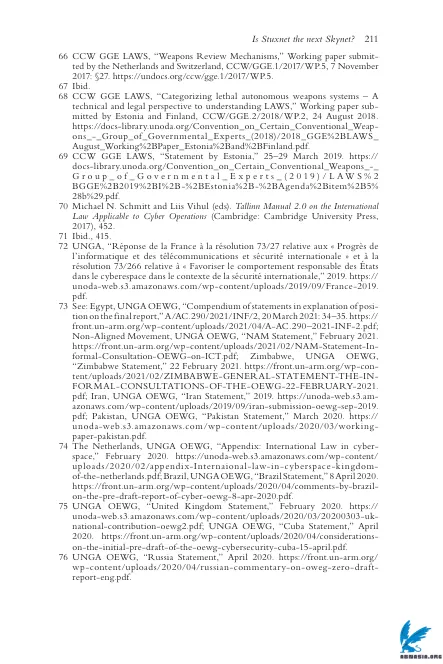 Is Stuxnet the next Skynet? 211
66 CCW GGE LAWS, “Weapons Review Mechanisms,” Working paper submit-
ted by the Netherlands and Switzerland, CCW/GGE.1/2017/WP.5, 7 November
2017: §27. https://undocs.org/ccw/gge.1/2017/WP.5.
67 Ibid.
68 CCW GGE LAWS, “Categorizing lethal autonomous weapons systems – A
technical and legal perspective to understanding LAWS,” Working paper sub-
mitted by Estonia and Finland, CCW/GGE.2/2018/WP.2, 24 August 2018.
https://docs-library.unoda.org/Convention_on_Certain_Conventional_Weap-
ons_-_Group_of_Governmental_Experts_(2018)/2018_GGE%2BLAWS_
August_Working%2BPaper_Estonia%2Band%2BFinland.pdf.
69 CCW GGE LAWS, “Statement by Estonia,” 25–29 March 2019. https://
docs-library.unoda.org/Convention_on_Certain_Conventional_Weapons_-_
Group_of_Governmental_Experts_(2019)/LAWS%2
BGGE%2B2019%2BI%2B-%2BEstonia%2B-%2BAgenda%2Bitem%2B5%
28b%29.pdf.
70 Michael N. Schmitt and Liis Vihul (eds). Tallinn Manual 2.0 on the International
Law Applicable to Cyber Operations (Cambridge: Cambridge University Press,
2017), 452.
71 Ibid., 415.
72 UNGA, “Réponse de la France à la résolution 73/27 relative aux « Progrès de
l’informatique et des télécommunications et sécurité internationale » et à la
résolution 73/266 relative à « Favoriser le comportement responsable des États
dans le cyberespace dans le contexte de la sécurité internationale,” 2019. https://
unoda-web.s3.amazonaws.com/wp-content/uploads/2019/09/France-2019.
pdf.
73 See: Egypt, UNGA OEWG, “Compendium of statements in explanation of posi-
tion on the final report,” A/AC.290/2021/INF/2, 20 March 2021: 34–35. https://
front.un-arm.org/wp-content/uploads/2021/04/A-AC.290-2021-INF-2.pdf;
Non-Aligned Movement, UNGA OEWG, “NAM Statement,” February 2021.
https://front.un-arm.org/wp-content/uploads/2021/02/NAM-Statement-In-
formal-Consultation-OEWG-on-ICT.pdf; Zimbabwe, UNGA OEWG,
“Zimbabwe Statement,” 22 February 2021. https://front.un-arm.org/wp-con-
tent/uploads/2021/02/ZIMBABWE-GENERAL-STATEMENT-THE-IN-
FORMAL-CONSULTATIONS-OF-THE-OEWG-22-FEBRUARY-2021.
pdf; Iran, UNGA OEWG, “Iran Statement,” 2019. https://unoda-web.s3.am-
azonaws.com/wp-content/uploads/2019/09/iran-submission-oewg-sep-2019.
pdf; Pakistan, UNGA OEWG, “Pakistan Statement,” March 2020. https://
unoda-web.s3.amazonaws.com/wp-content/uploads/2020/03/working-
paper-pakistan.pdf.
74 The Netherlands, UNGA OEWG, “Appendix: International Law in cyber-
space,” February 2020. https://unoda-web.s3.amazonaws.com/wp-content/
uploads/2020/02/appendix-Internaional-law-in-cyberspace-kingdom-
of-the-netherlands.pdf; Brazil, UNGA OEWG, “Brazil Statement,” 8 April 2020.
https://front.un-arm.org/wp-content/uploads/2020/04/comments-by-brazil-
on-the-pre-draft-report-of-cyber-oewg-8-apr-2020.pdf.
75 UNGA OEWG, “United Kingdom Statement,” February 2020. https://
unoda-web.s3.amazonaws.com/wp-content/uploads/2020/03/20200303-uk-
national-contribution-oewg2.pdf; UNGA OEWG, “Cuba Statement,” April
2020. https://front.un-arm.org/wp-content/uploads/2020/04/considerations-
on-the-initial-pre-draft-of-the-oewg-cybersecurity-cuba-15-april.pdf.
76 UNGA OEWG, “Russia Statement,” April 2020. https://front.un-arm.org/
wp-content/uploads/2020/04/russian-commentary-on-oweg-zero-draft-
report-eng.pdf.